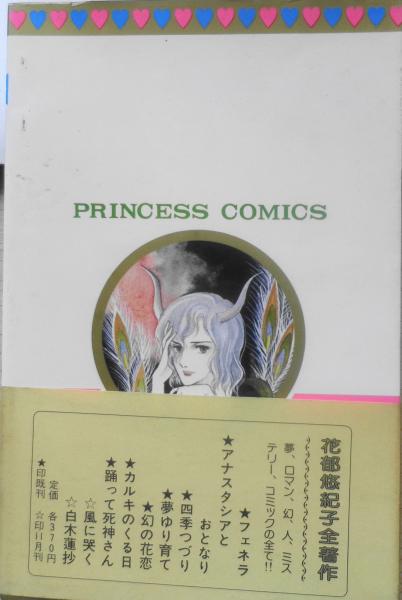 PRINCESS COMICS
花郁悠紀子全著作
夢、ロマン、幻、人、ミス
テリー、コミックの全て!!
★フェネラ
★アナスタシアと
おとなり
★四季つづり
★夢ゆり育て
★幻の花恋
★カルキのくる日
★踊って死神さん
☆風に哭く
☆白木蓮抄
定価 各370円
★印既刊 ☆印11月刊